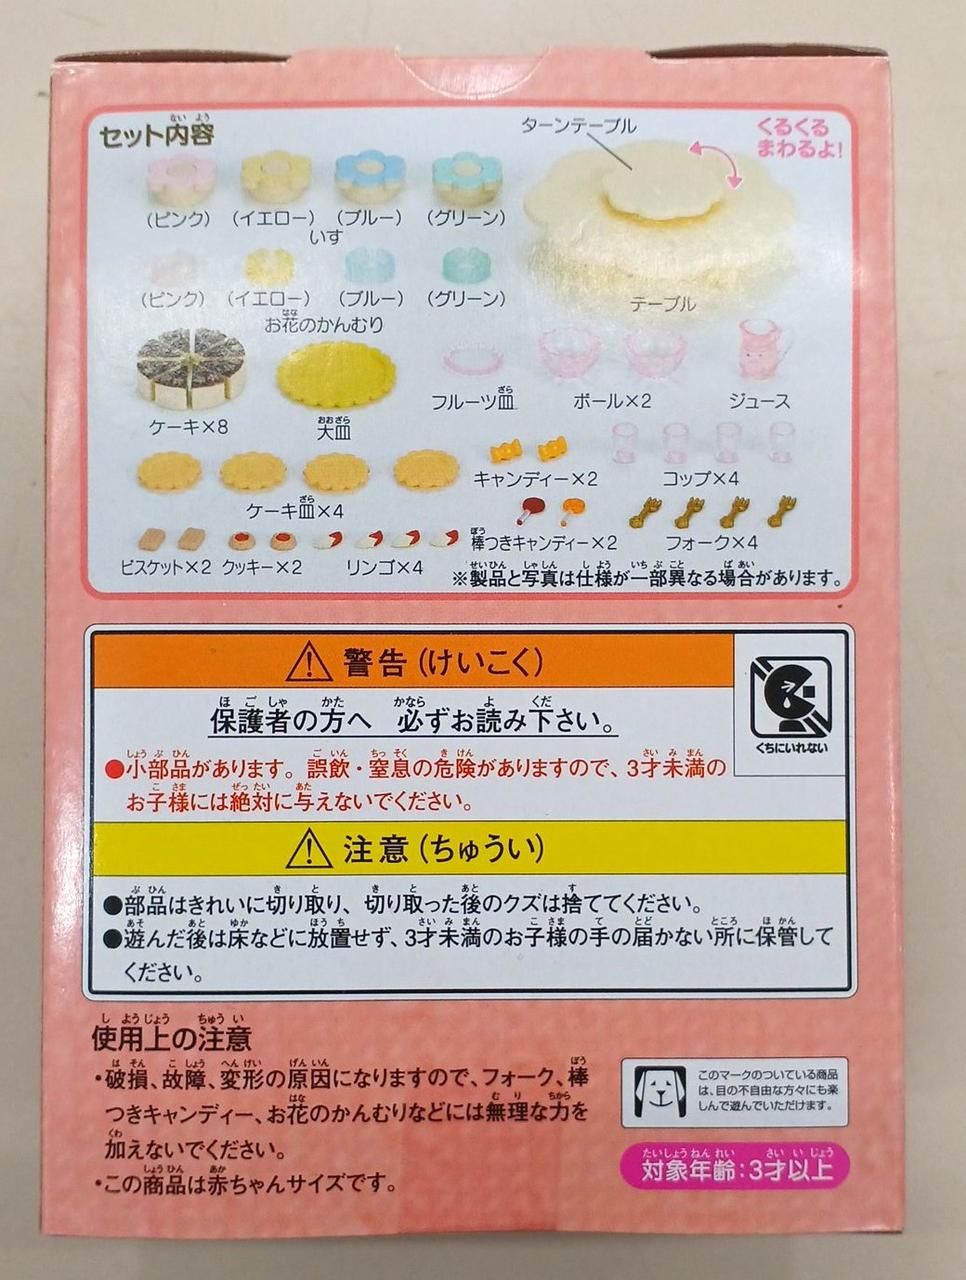 セット内容
ターンテーブル
くるくる
まわるよ!
(ピンク) (イエロー) (ブルー) (グリーン)
いす
(ピンク) (イエロー) (ブルー) (グリーン)
お花のかんむり
テーブル
ケーキ×8
大皿
フルーツ皿
ボール×2
ジュース
ケーキ皿×4
キャンディー×2
コップ×4
棒つきキャンディー×2
フォーク×4
ビスケット×2 クッキー×2 リンゴ×4
※製品と写真は仕様が一部異なる場合があります。
警告(けいこく)
保護者の方へ 必ずお読み下さい。
くちにいれない
●小部品があります。誤飲・窒息の危険がありますので、3才未満の
お子様には絶対に与えないでください。
注意(ちゅうい)
●部品はきれいに切り取り、切り取った後のクズは捨ててください。
●遊んだ後は床などに放置せず、3才未満のお子様の手の届かない所に保管して
ください。
使用上の注意
・破損、故障、変形の原因になりますので、フォーク、棒
つきキャンディー、お花のかんむりなどには無理な力を
加えないでください。
・この商品は赤ちゃんサイズです。
このマークのついている商品
は、目の不自由な方々にも楽
しんで遊んでいただけます。
対象年齢:3才以上